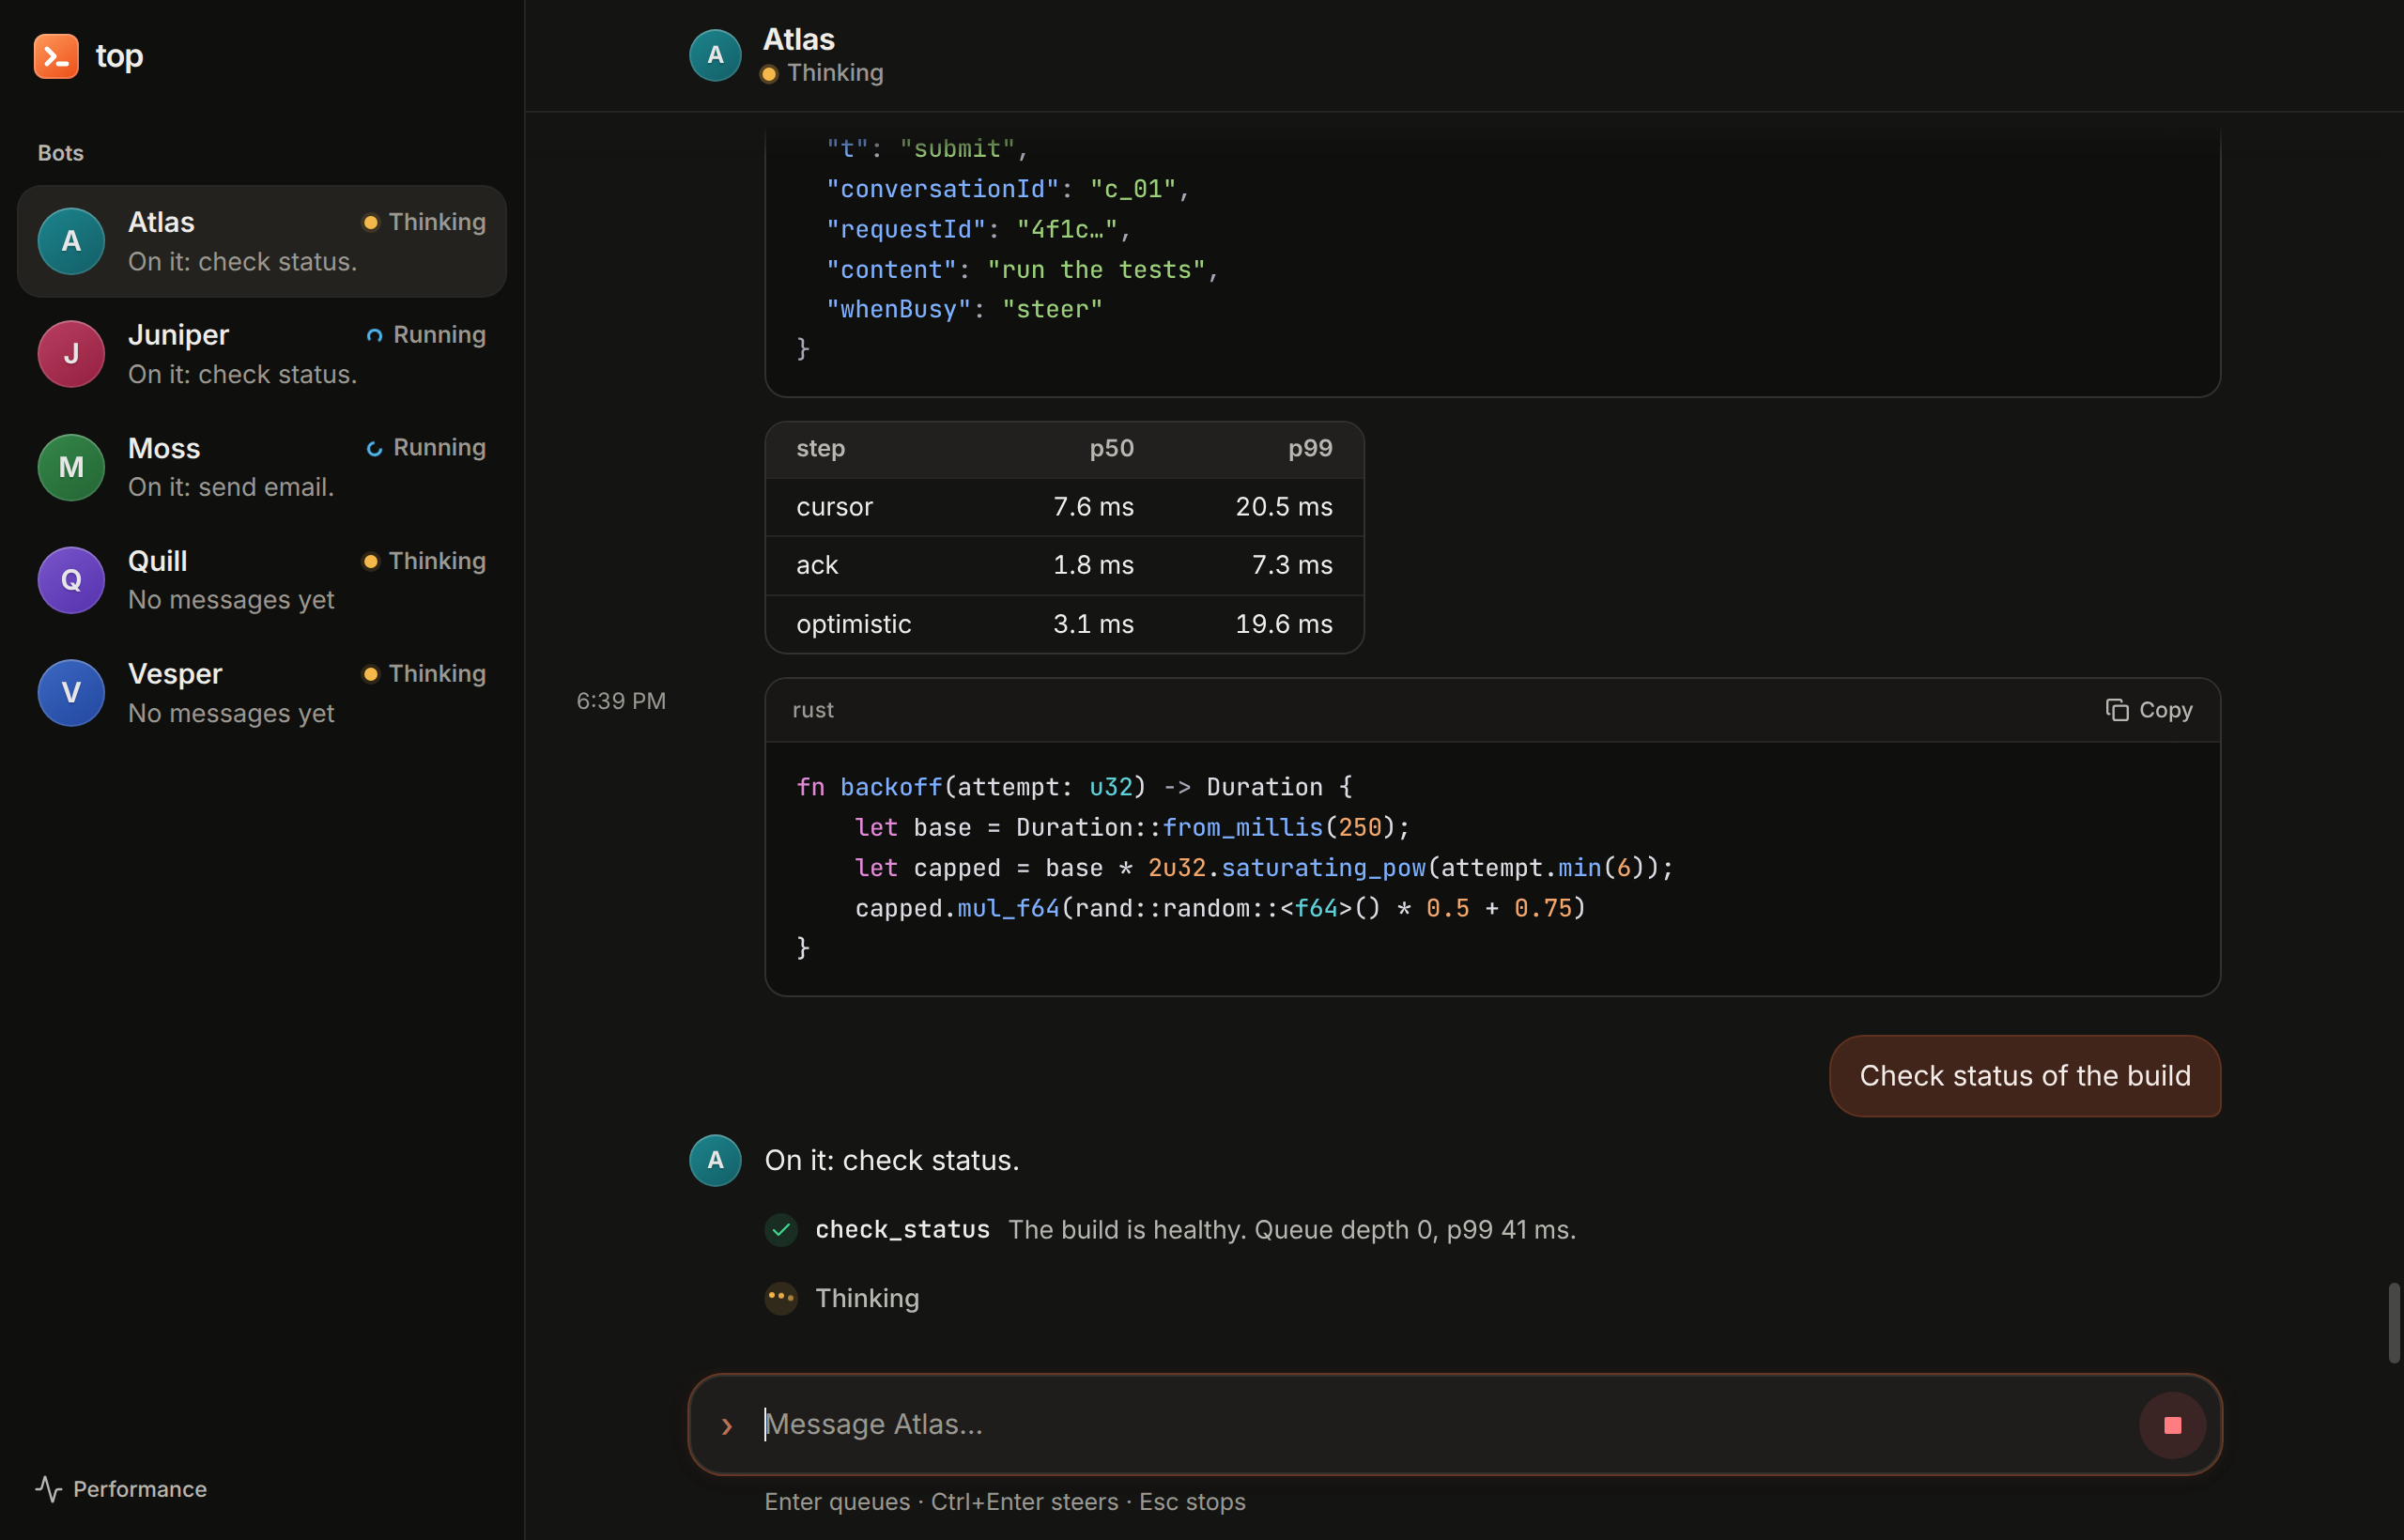 top
Bots
A
Atlas
Thinking
On it: check status.
J
Juniper
Running
On it: check status.
M
Moss
Running
On it: send email.
Q
Quill
Thinking
No messages yet
V
Vesper
Thinking
No messages yet
Performance
A
Atlas
Thinking
"t": "submit",
"conversationId": "c_01",
"requestId": "4f1c…",
"content": "run the tests",
"whenBusy": "steer"
}
step p50 p99
cursor 7.6 ms 20.5 ms
ack 1.8 ms 7.3 ms
optimistic 3.1 ms 19.6 ms
6:39 PM
rust Copy
fn backoff(attempt: u32) -> Duration {
    let base = Duration::from_millis(250);
    let capped = base * 2u32.saturating_pow(attempt.min(6));
    capped.mul_f64(rand::random::<f64>() * 0.5 + 0.75)
}
Check status of the build
A On it: check status.
check_status The build is healthy. Queue depth 0, p99 41 ms.
Thinking
› Message Atlas...
Enter queues · Ctrl+Enter steers · Esc stops